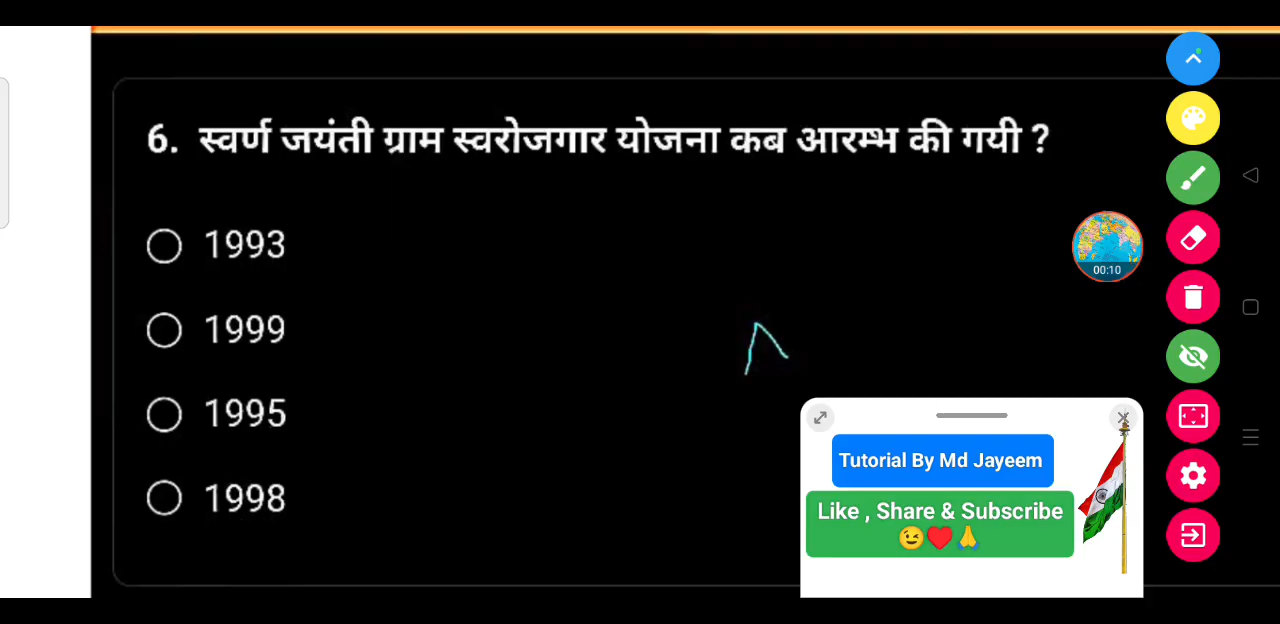 6. स्वर्ण जयंती ग्राम स्वरोजगार योजना कब आरम्भ की गयी ?
1993
1999
1995
1998
00:10
Tutorial By Md Jayeem
Like , Share & Subscribe
😉♥️🙏